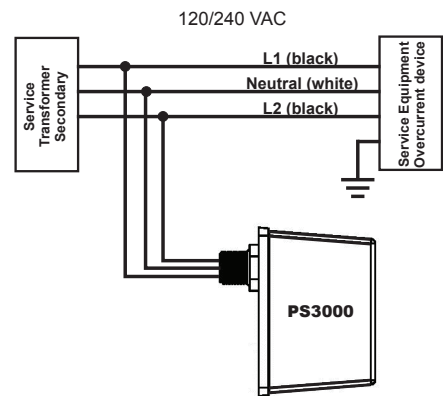 120/240 VAC
L1 (black)
Neutral (white)
L2 (black)
Service
Transformer
Secondary
Service Equipment
Overcurrent device
PS3000